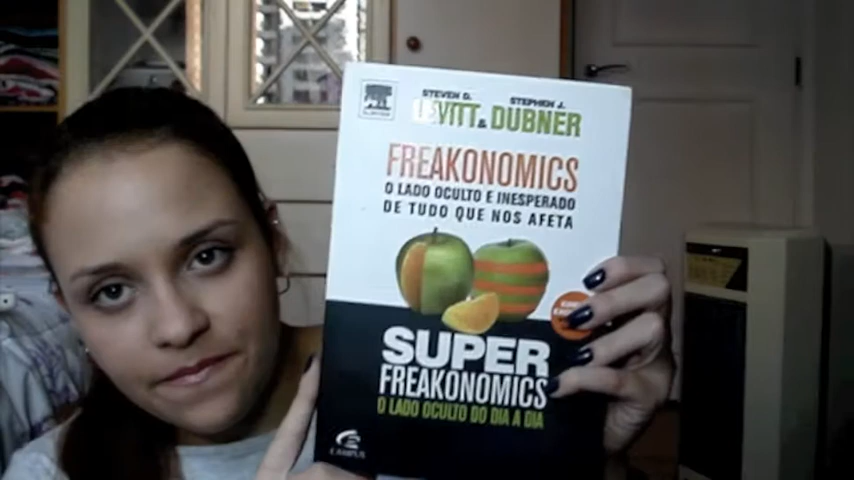 STEVEN D. STEPHEN J.
LEVITT & DUBNER
FREAKONOMICS
O LADO OCULTO E INESPERADO
DE TUDO QUE NOS AFETA
SUPER
FREAKONOMICS
O LADO OCULTO DO DIA A DIA
CAMPUS